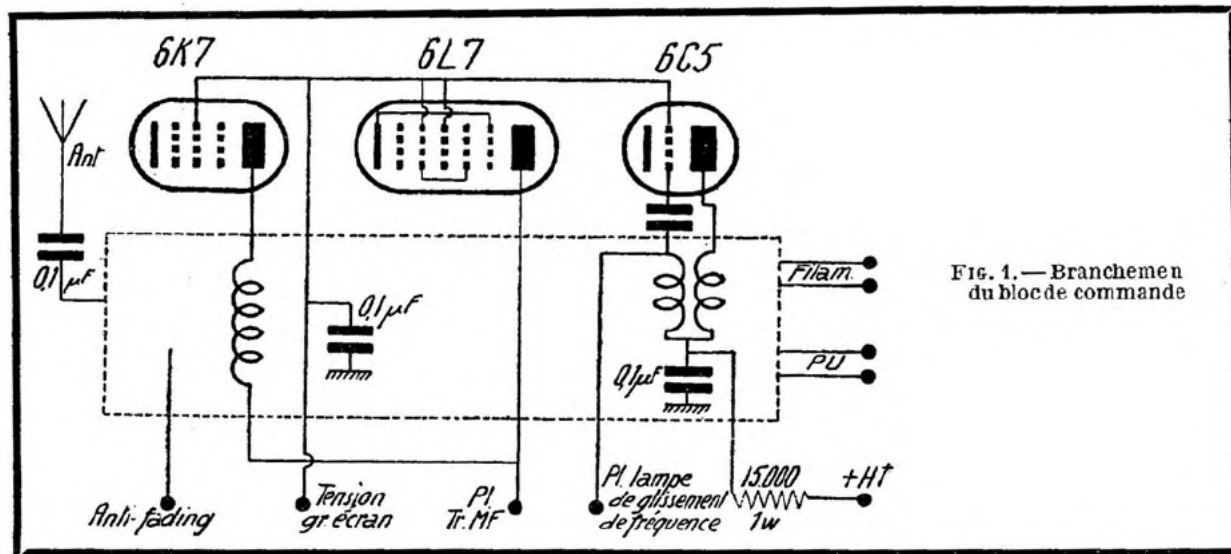 6K7
6L7
6C5
Ant
0,1 µF
0,1 µF
0,1µF
Filam.
PU
Anti-fading
Tension
gr. écran
Pl.
Tr. MF
Pl. lampe
de glissement
de fréquence
15.000
1w
+HT
FIG. 1.— Branchemen
du bloc de commande